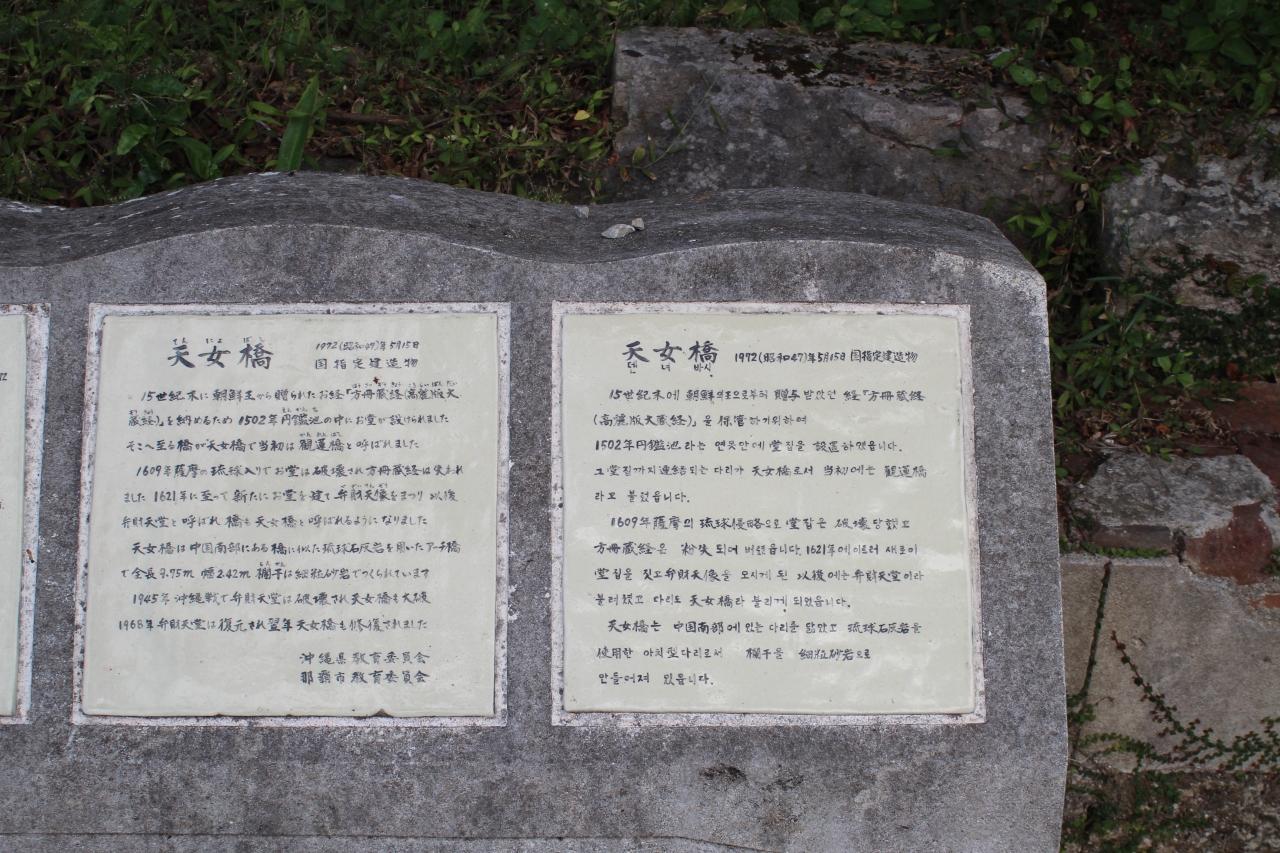 天女橋
てんにょばし
1972(昭和47)年5月15日
国指定建造物
15世紀末に 朝鮮王から贈られたお経「方冊蔵経(高麗版大
蔵経)」を納めるため 1502年円鑑池の中にお堂が設けられました
そこへ至る橋が天女橋で当初は観蓮橋と呼ばれました
1609年薩摩の琉球入りでお堂は破壊され方冊蔵経は失われ
ました 1621年に至って新たにお堂を建て弁財天像をまつり 以後
弁財天堂と呼ばれ 橋も天女橋と呼ばれるようになりました
天女橋は中国南部にある橋に似た琉球石灰岩を用いたアーチ橋
で全長9.75m 幅2.42m 欄干は細粒砂岩でつくられています
1945年沖縄戦で弁財天堂は破壊され天女橋も大破
1968年弁財天堂は復元され翌年天女橋も修復されました
沖縄県教育委員会
那覇市教育委員会
天女橋 1972(昭和47)年5月15日 国指定建造物
덴 녀 바시
15世紀末에 朝鮮의王으로부터 贈与 받았던 経「方冊蔵経
(高麗版大蔵経)」을 保管하기위하여
1502年円鑑池라는 연못안에 堂집을 設置하였읍니다.
그堂집까지連結되는 다리가 天女橋로서 当初에는 観蓮橋
라고 불렀읍니다.
1609年薩摩의 琉球侵略으로 堂집은 破壊당했고
方冊蔵経은 紛失되어 버렸읍니다. 1621年에이르러 새로이
堂집을 짓고弁財天像을 모시게 된 以後에는弁財天堂이라
불러졌고 다리도 天女橋라 불리게 되었읍니다.
天女橋는 中国南部에 있는 다리를 닮았고 琉球石灰岩을
使用한 아치型다리로서 欄干을 細粒砂岩으로
만들어져 있읍니다.